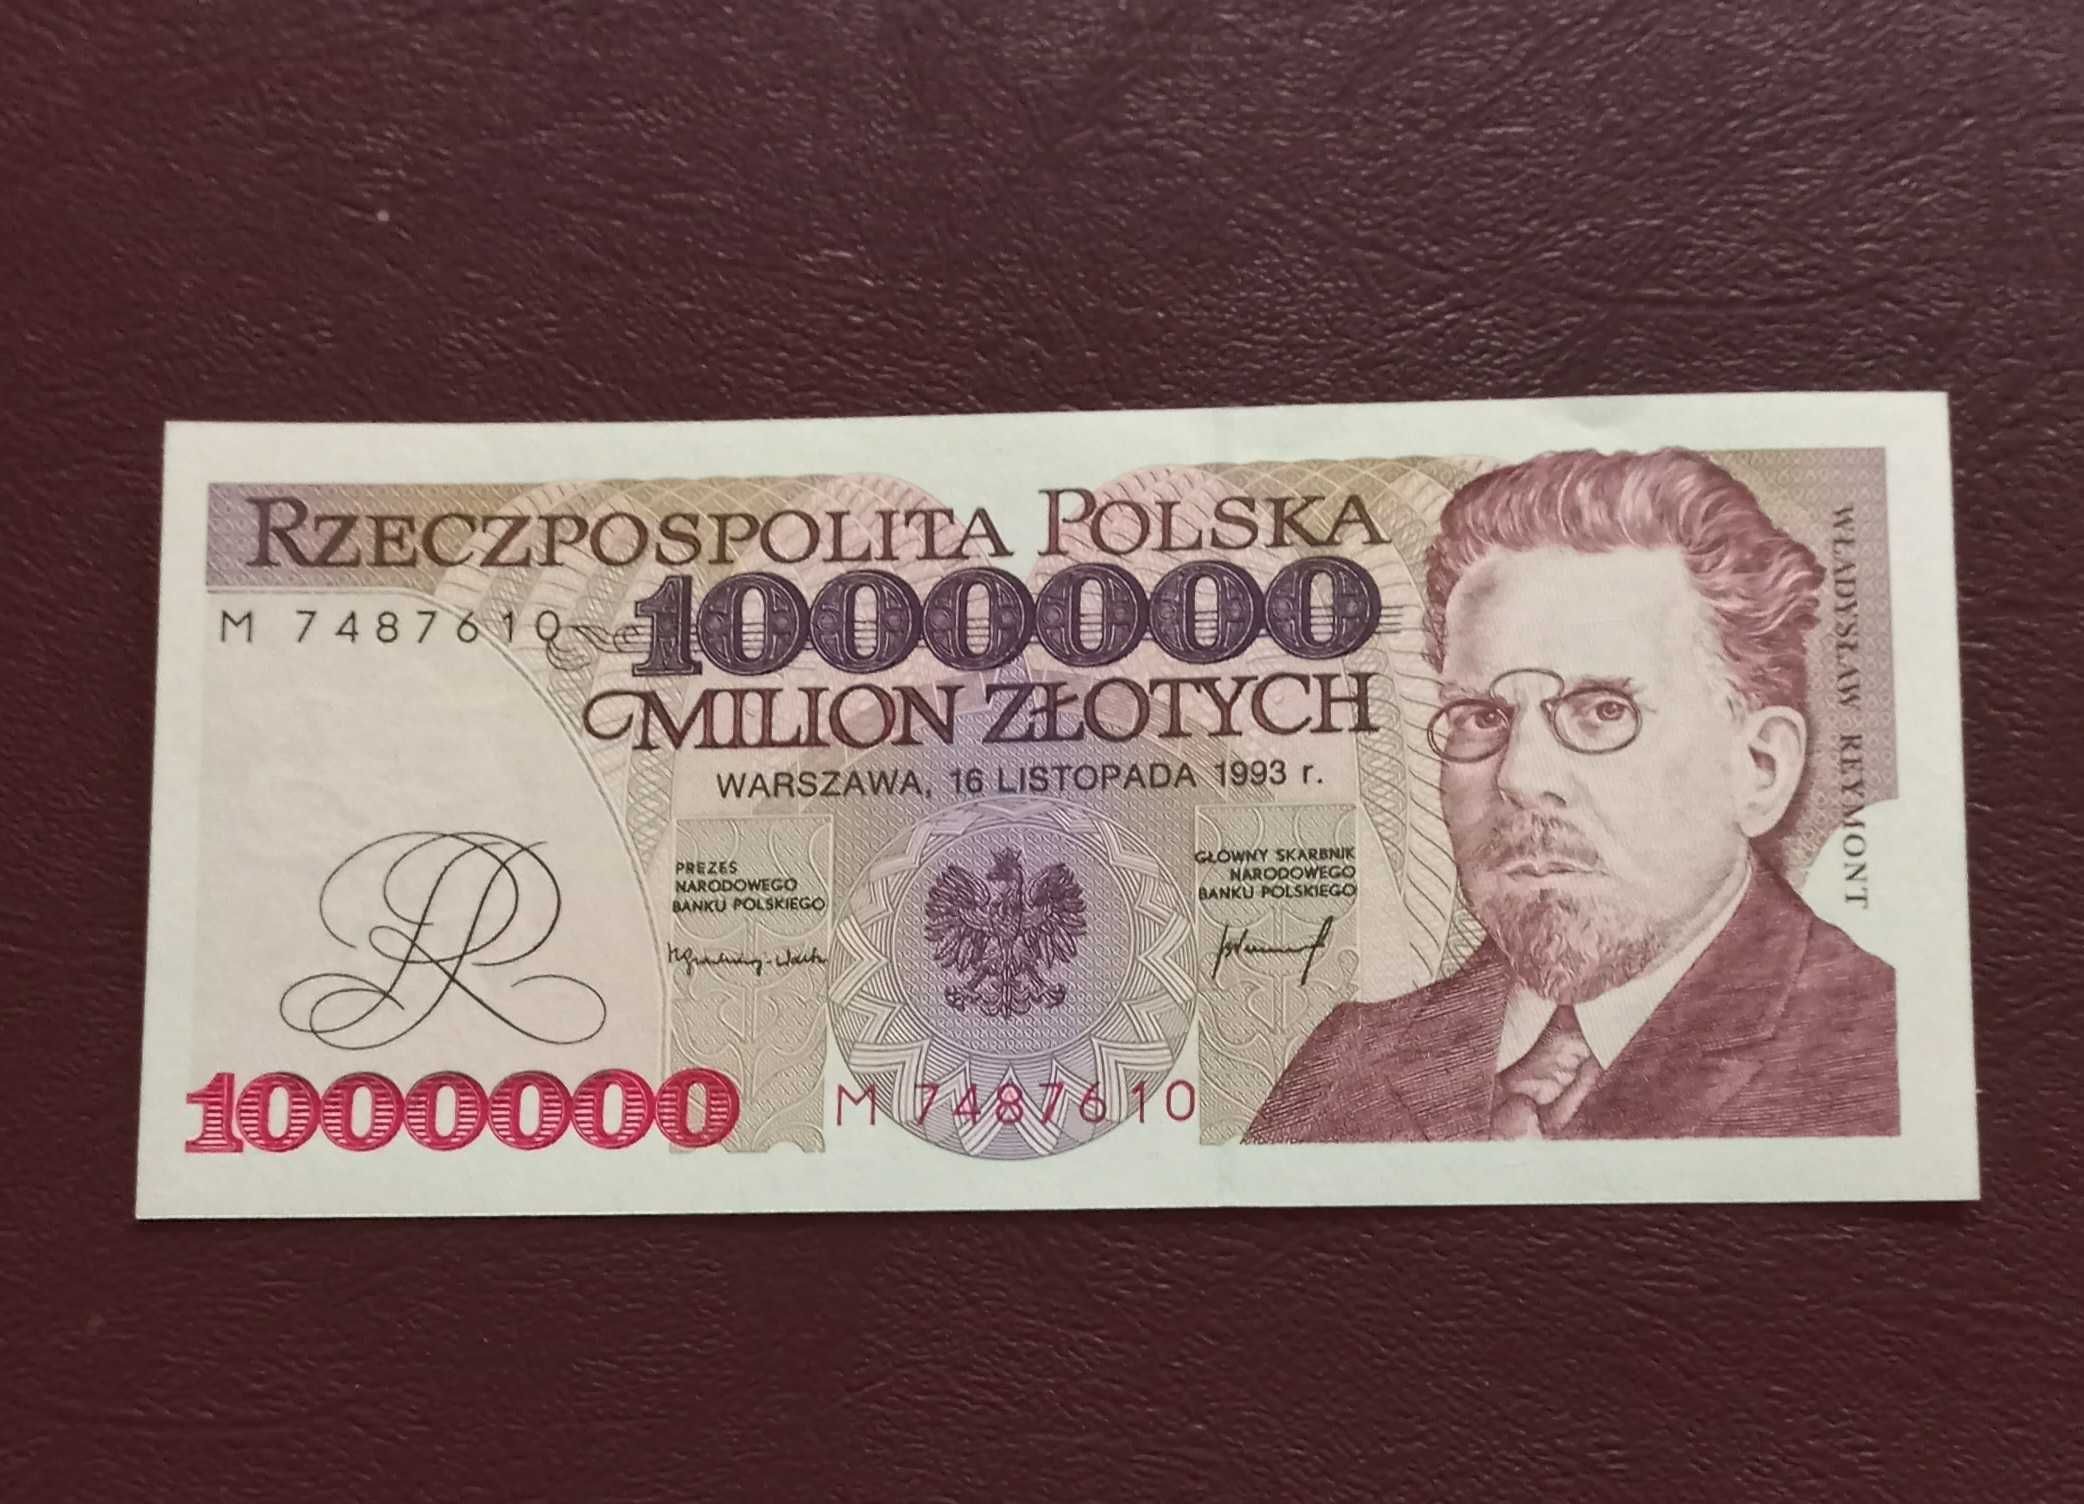 RZECZPOSPOLITA POLSKA
M 7487610
1000000
MILION ZŁOTYCH
WARSZAWA, 16 LISTOPADA 1993 r.
PREZES
NARODOWEGO
BANKU POLSKIEGO
GŁÓWNY SKARBNIK
NARODOWEGO
BANKU POLSKIEGO
1000000
M 7487610
WŁADYSŁAW REYMONT